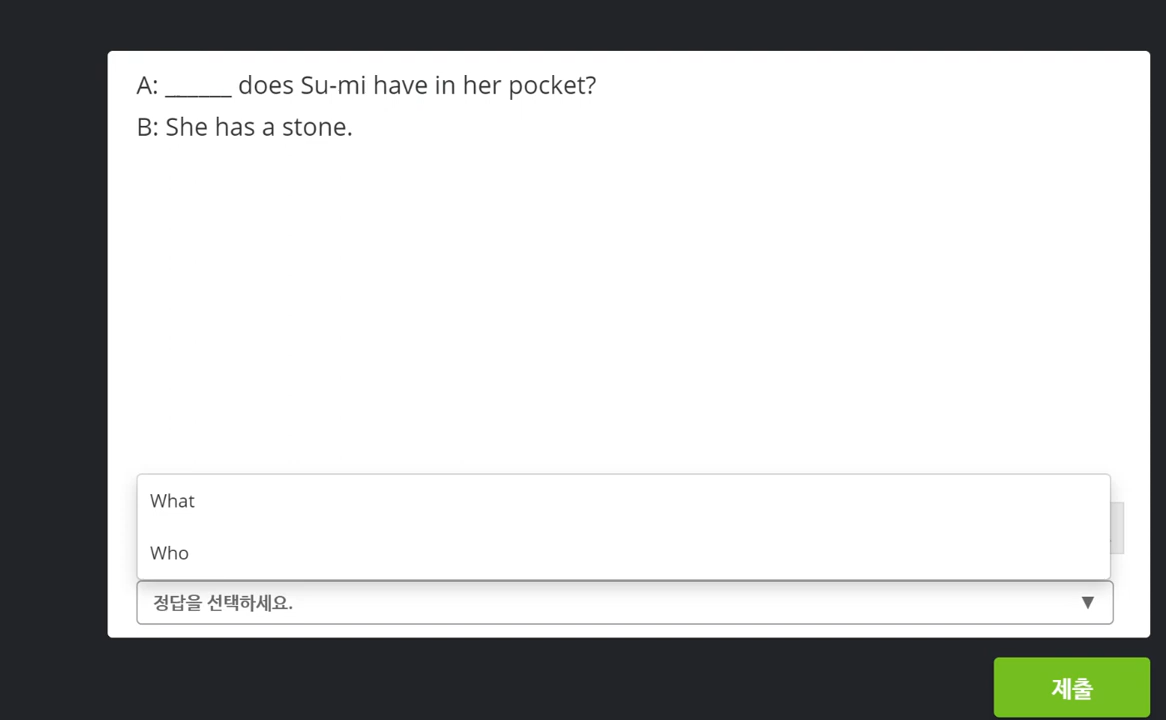 A: ______ does Su-mi have in her pocket?
B: She has a stone.
What
Who
정답을 선택하세요.
제출